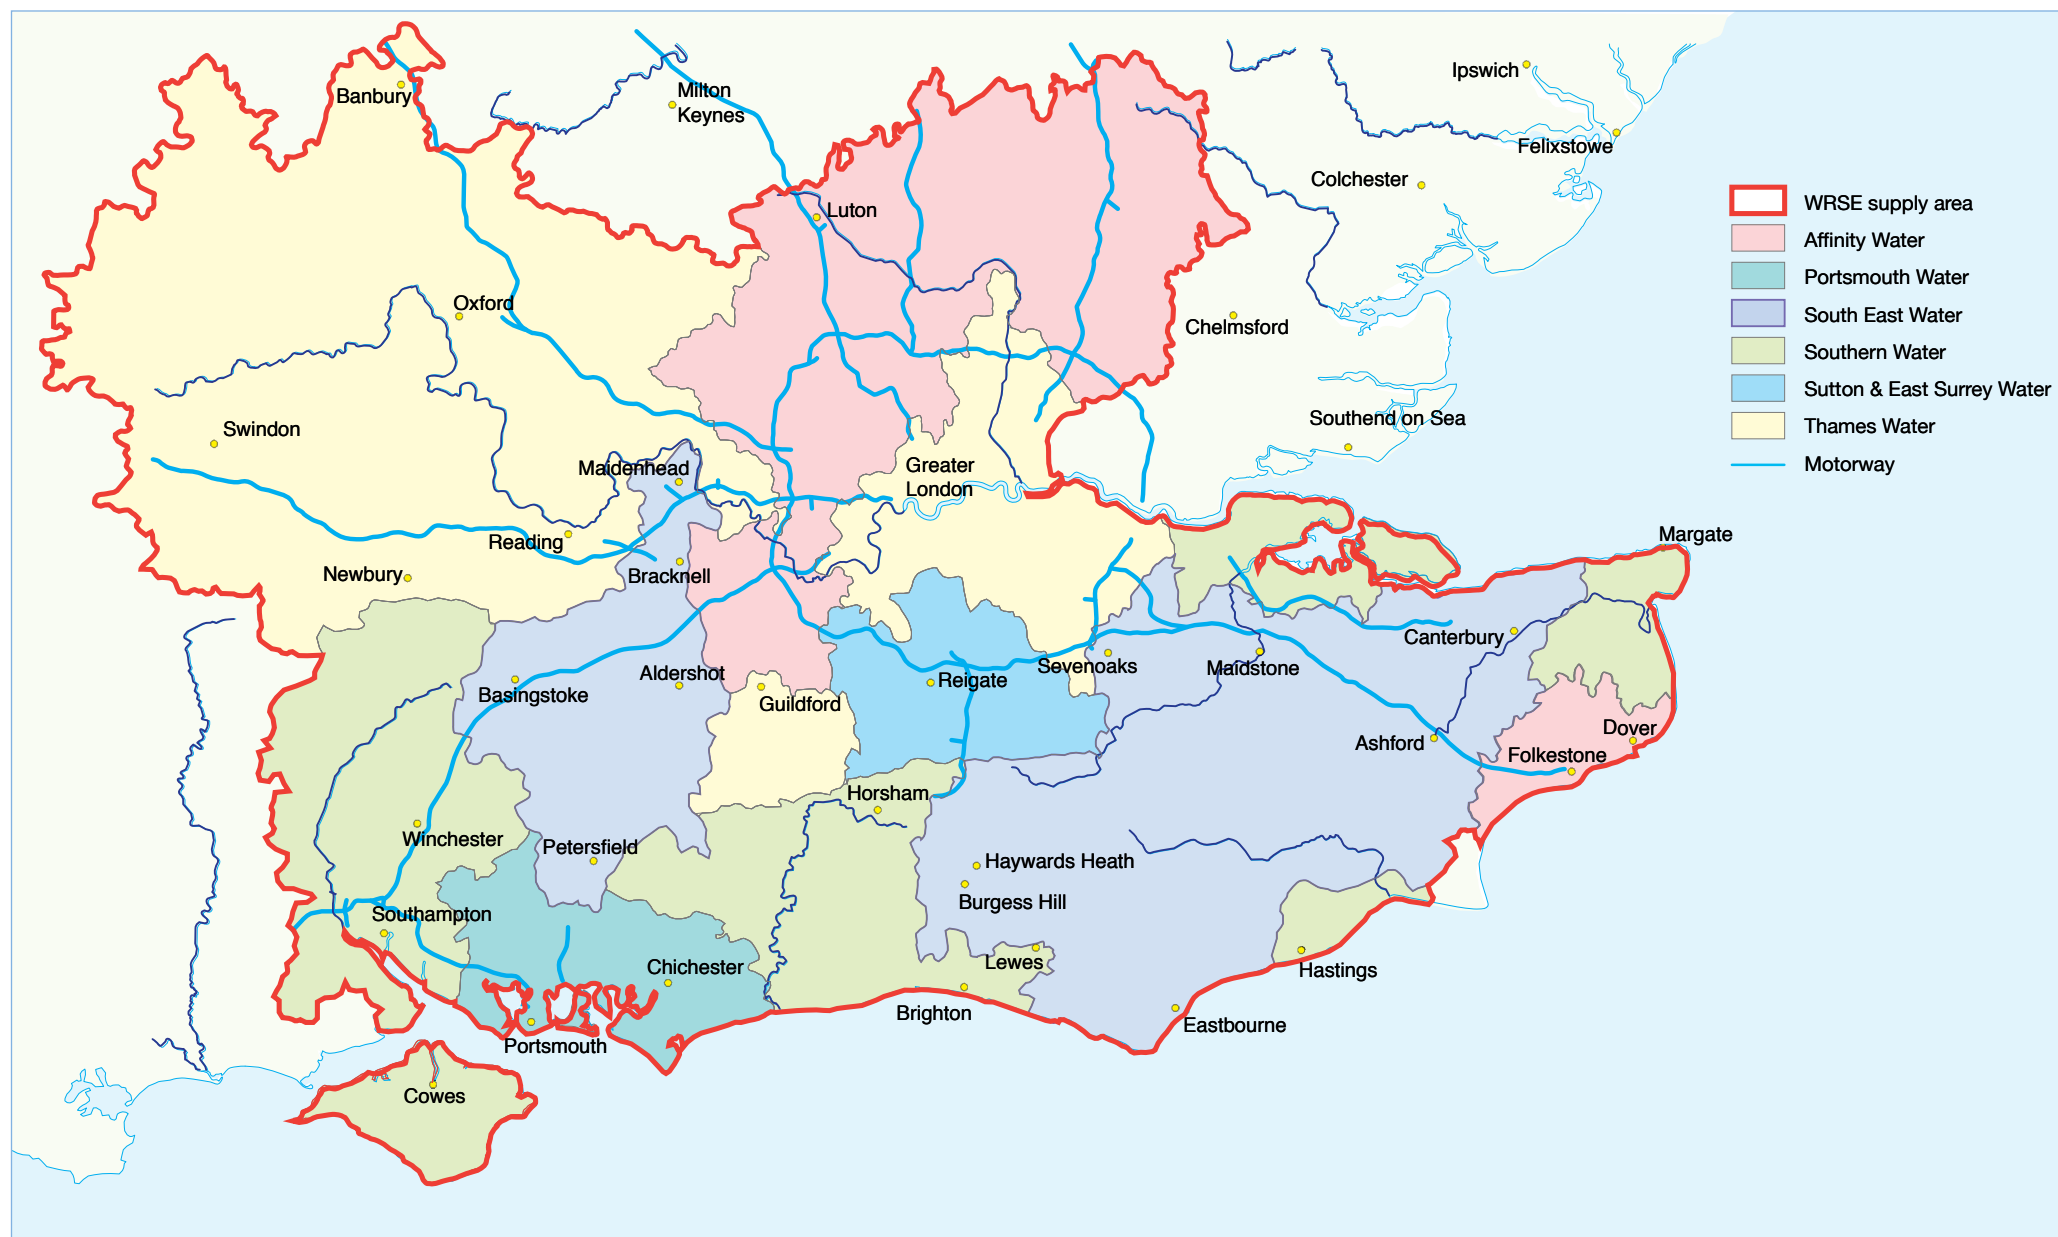 Ipswich
Milton
Keynes
Banbury
Felixstowe
Colchester
WRSE supply area
Luton
Affinity Water
Portsmouth Water
Oxford
South East Water
Chelmsford
Southern Water
Sutton & East Surrey Water
Southend on Sea
Swindon
Thames Water
Maidenhead
Greater
London
Motorway
Reading
Margate
Newbury
Bracknell
Canterbury
Sevenoaks
Maidstone
Aldershot
Reigate
Basingstoke
Guildford
Dover
Ashford
Folkestone
Horsham
Winchester
Petersfield
Haywards Heath
Burgess Hill
Southampton
Chichester
Lewes
Hastings
Brighton
Eastbourne
Portsmouth
Cowes